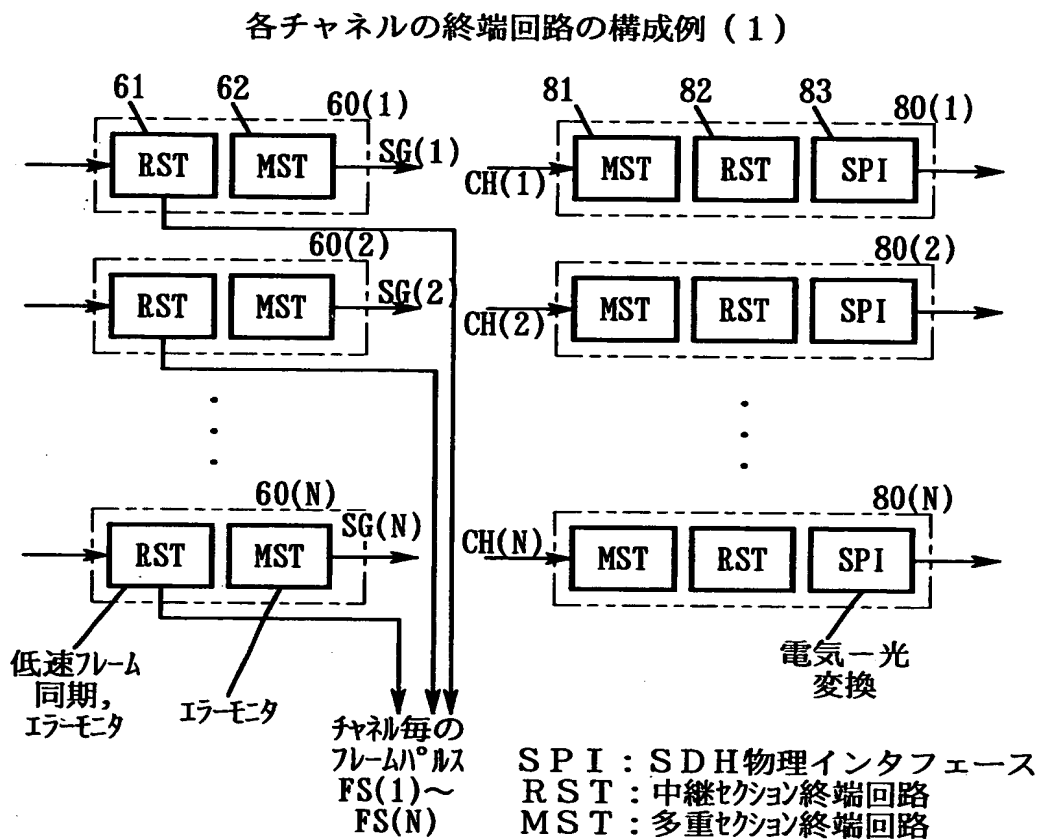 各チャネルの終端回路の構成例(1)
61 62 60(1)
RST MST SG(1)
81 82 83 80(1)
CH(1) MST RST SPI
60(2)
RST MST SG(2)
80(2)
CH(2) MST RST SPI
60(N)
RST MST SG(N)
80(N)
CH(N) MST RST SPI
低速フレーム
同期,
エラーモニタ
エラーモニタ
チャネル毎の
フレームパルス
FS(1)~
FS(N)
電気ー光
変換
SPI:SDH物理インタフェース
RST:中継セクション終端回路
MST:多重セクション終端回路